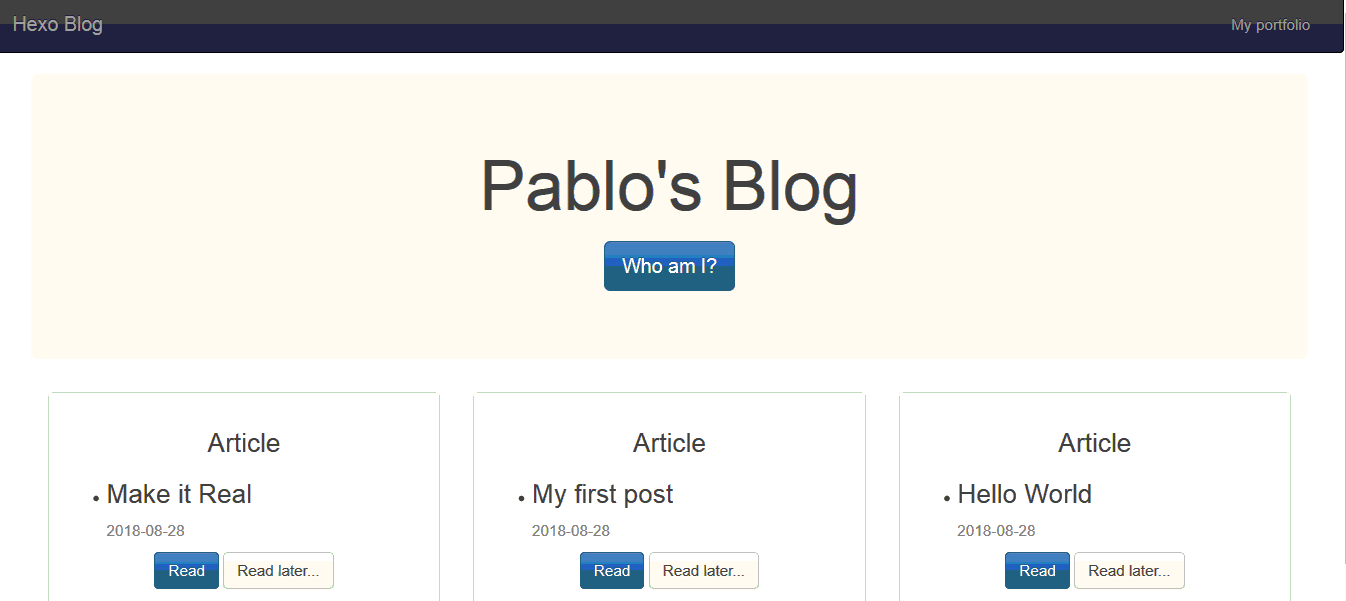 Hexo Blog My portfolio
Pablo's Blog
Who am I?
Article Article Article
• Make it Real • My first post • Hello World
2018-08-28 2018-08-28 2018-08-28
Read Read later... Read Read later... Read Read later...